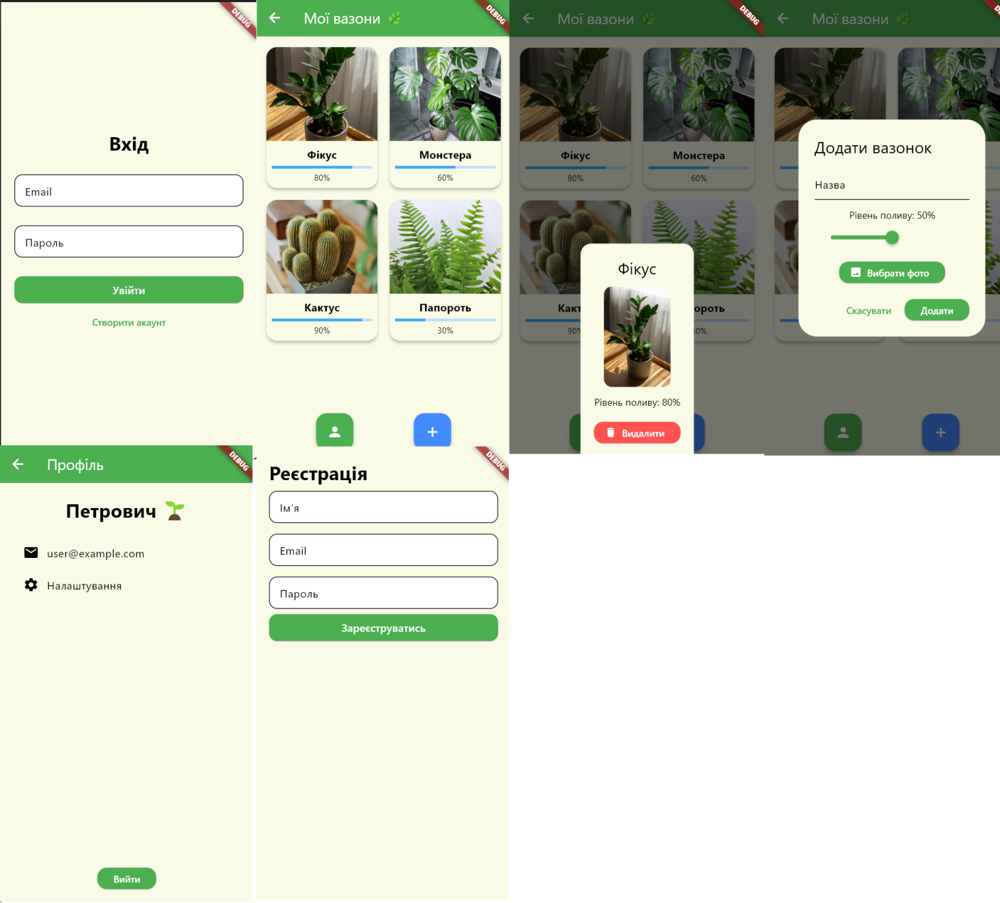 DEBUG
Вхід
Email
Пароль
Увійти
Створити акаунт
Мої вазони
DEBUG
Фікус
80%
Монстера
60%
Кактус
90%
Папороть
30%
Мої вазони
DEBUG
Фікус
80%
Монстера
60%
Как
90%
ороть
30%
Фікус
Рівень поливу: 80%
Видалити
Мої вазони
DE
Додати вазонок
Назва
Рівень поливу: 50%
Вибрати фото
Скасувати
Додати
Профіль
DEBUG
Петрович
user@example.com
Налаштування
Вийти
DEBUG
Реєстрація
Ім’я
Email
Пароль
Зареєструватись